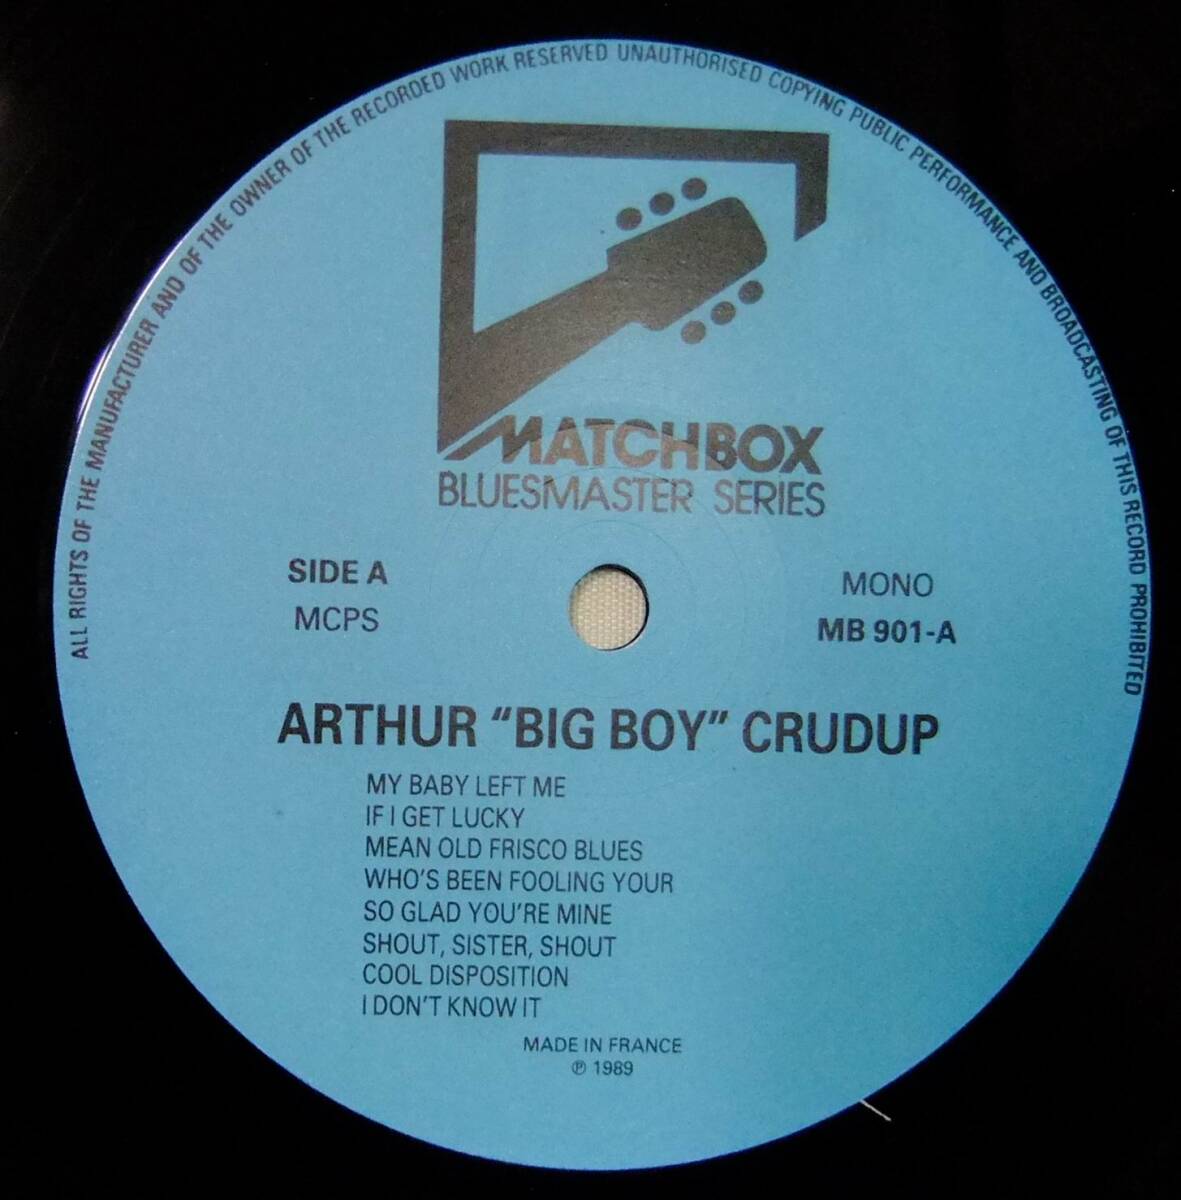 ALL RIGHTS OF THE MANUFACTURER AND OF THE OWNER OF THE RECORDED WORK RESERVED UNAUTHORISED COPYING PUBLIC PERFORMANCE AND BROADCASTING OF THIS RECORD PROHIBITED
MATCHBOX
BLUESMASTER SERIES
SIDE A
MCPS
MONO
MB 901-A
ARTHUR “BIG BOY” CRUDUP
MY BABY LEFT ME
IF I GET LUCKY
MEAN OLD FRISCO BLUES
WHO'S BEEN FOOLING YOUR
SO GLAD YOU'RE MINE
SHOUT, SISTER, SHOUT
COOL DISPOSITION
I DON'T KNOW IT
MADE IN FRANCE
℗ 1989